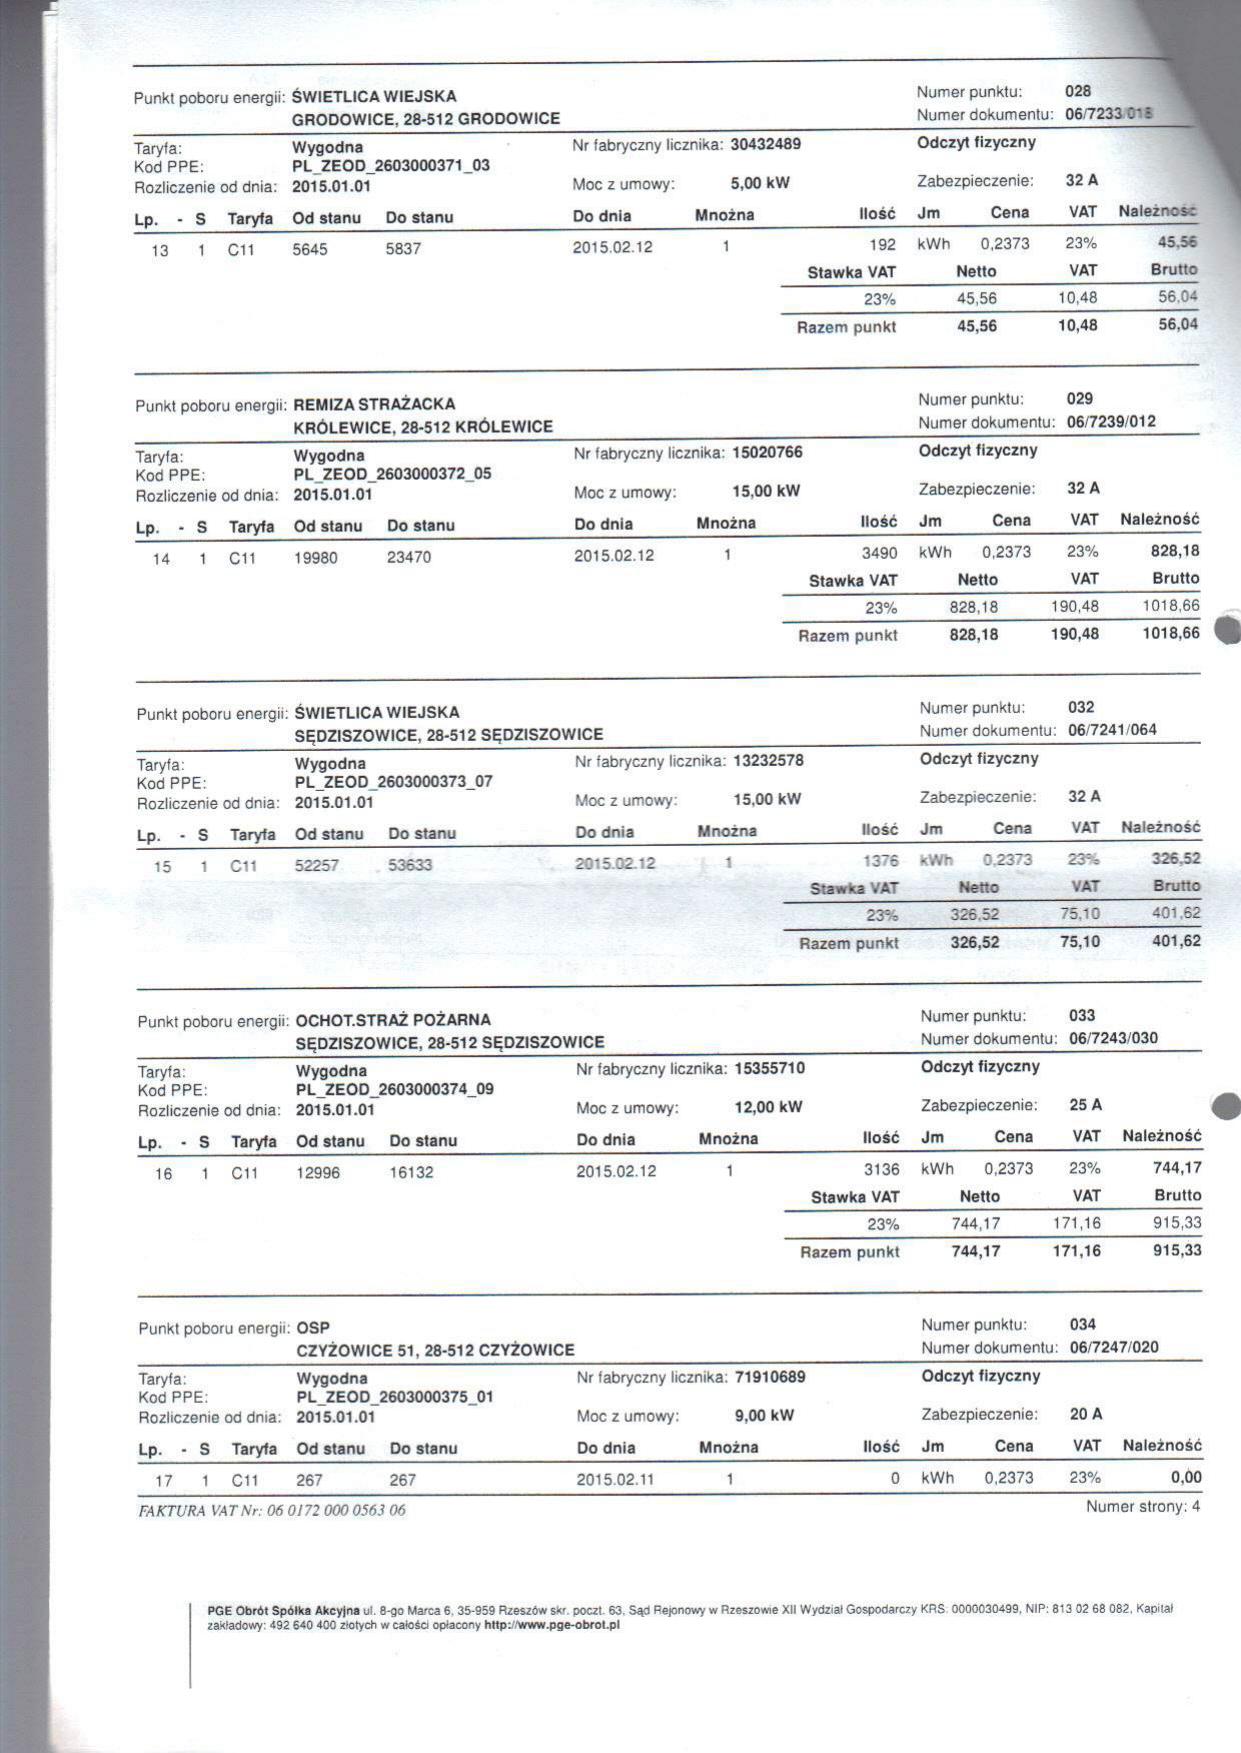 Punkt poboru energii: ŚWIETLICA WIEJSKA Numer punktu: 028
GRODOWICE, 28-512 GRODOWICE Numer dokumentu: 06/7233/018
Taryfa: Wygodna Nr fabryczny licznika: 30432489 Odczyt fizyczny
Kod PPE: PL_ZEOD_2603000371_03
Rozliczenie od dnia: 2015.01.01 Moc z umowy: 5,00 kW Zabezpieczenie: 32 A
Lp. - S Taryfa Od stanu Do stanu Do dnia Mnożna Ilość Jm Cena VAT Należność
13 1 C11 5645 5837 2015.02.12 1 192 kWh 0,2373 23% 45,56
Stawka VAT Netto VAT Brutto
23% 45,56 10,48 56,04
Razem punkt 45,56 10,48 56,04
Punkt poboru energii: REMIZA STRAŻACKA Numer punktu: 029
KRÓLEWICE, 28-512 KRÓLEWICE Numer dokumentu: 06/7239/012
Taryfa: Wygodna Nr fabryczny licznika: 15020766 Odczyt fizyczny
Kod PPE: PL_ZEOD_2603000372_05
Rozliczenie od dnia: 2015.01.01 Moc z umowy: 15,00 kW Zabezpieczenie: 32 A
Lp. - S Taryfa Od stanu Do stanu Do dnia Mnożna Ilość Jm Cena VAT Należność
14 1 C11 19980 23470 2015.02.12 1 3490 kWh 0,2373 23% 828,18
Stawka VAT Netto VAT Brutto
23% 828,18 190,48 1018,66
Razem punkt 828,18 190,48 1018,66
Punkt poboru energii: ŚWIETLICA WIEJSKA Numer punktu: 032
SĘDZISZOWICE, 28-512 SĘDZISZOWICE Numer dokumentu: 06/7241/064
Taryfa: Wygodna Nr fabryczny licznika: 13232578 Odczyt fizyczny
Kod PPE: PL_ZEOD_2603000373_07
Rozliczenie od dnia: 2015.01.01 Moc z umowy: 15,00 kW Zabezpieczenie: 32 A
Lp. - S Taryfa Od stanu Do stanu Do dnia Mnożna Ilość Jm Cena VAT Należność
15 1 C11 52257 53633 2015.02.12 1 1376 kWh 0,2373 23% 326,52
Stawka VAT Netto VAT Brutto
23% 326,52 75,10 401,62
Razem punkt 326,52 75,10 401,62
Punkt poboru energii: OCHOT.STRAŻ POŻARNA Numer punktu: 033
SĘDZISZOWICE, 28-512 SĘDZISZOWICE Numer dokumentu: 06/7243/030
Taryfa: Wygodna Nr fabryczny licznika: 15355710 Odczyt fizyczny
Kod PPE: PL_ZEOD_2603000374_09
Rozliczenie od dnia: 2015.01.01 Moc z umowy: 12,00 kW Zabezpieczenie: 25 A
Lp. - S Taryfa Od stanu Do stanu Do dnia Mnożna Ilość Jm Cena VAT Należność
16 1 C11 12996 16132 2015.02.12 1 3136 kWh 0,2373 23% 744,17
Stawka VAT Netto VAT Brutto
23% 744,17 171,16 915,33
Razem punkt 744,17 171,16 915,33
Punkt poboru energii: OSP Numer punktu: 034
CZYŻOWICE 51, 28-512 CZYŻOWICE Numer dokumentu: 06/7247/020
Taryfa: Wygodna Nr fabryczny licznika: 71910689 Odczyt fizyczny
Kod PPE: PL_ZEOD_2603000375_01
Rozliczenie od dnia: 2015.01.01 Moc z umowy: 9,00 kW Zabezpieczenie: 20 A
Lp. - S Taryfa Od stanu Do stanu Do dnia Mnożna Ilość Jm Cena VAT Należność
17 1 C11 267 267 2015.02.11 1 0 kWh 0,2373 23% 0,00
FAKTURA VAT Nr: 06 0172 000 0563 06 Numer strony: 4
PGE Obrót Spółka Akcyjna ul. 8-go Marca 6, 35-959 Rzeszów skr. poczt. 63, Sąd Rejonowy w Rzeszowie XII Wydział Gospodarczy KRS: 0000030499, NIP: 813 02 68 082, Kapitał
zakładowy: 492 640 400 złotych w całości opłacony http://www.pge-obrot.pl